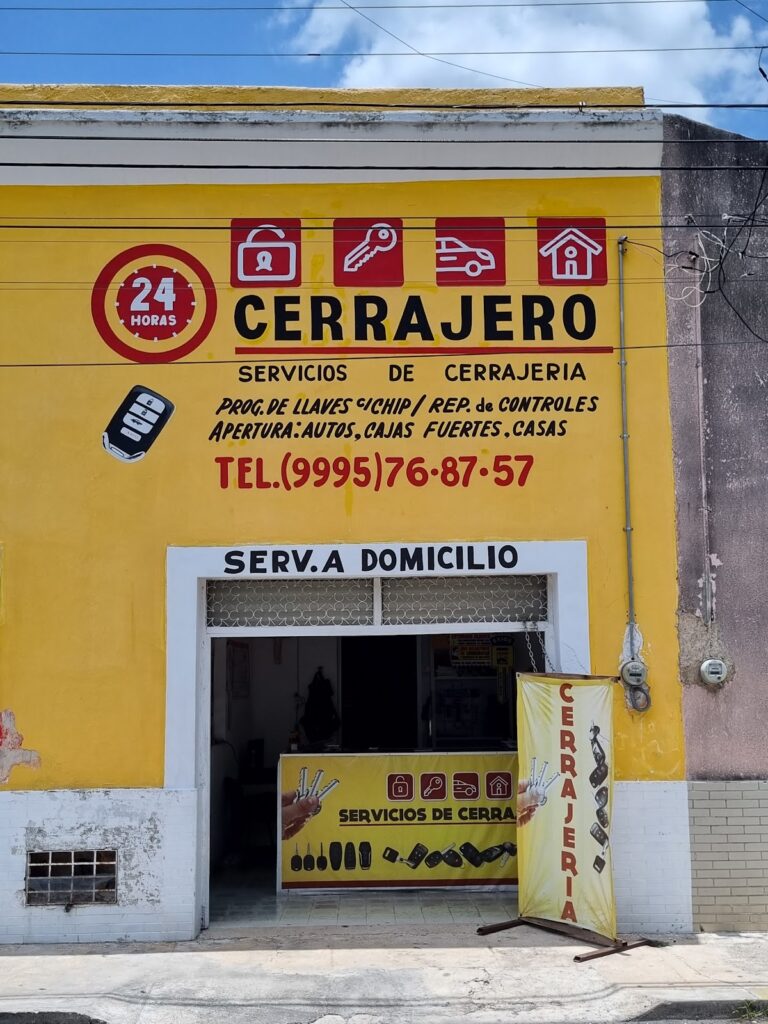 24
HORAS
CERRAJERO
SERVICIOS DE CERRAJERIA
PROG. DE LLAVES c/CHIP / REP. de CONTROLES
APERTURA: AUTOS, CAJAS FUERTES, CASAS
TEL.(9995)76·87·57
SERV. A DOMICILIO
SERVICIOS DE CERRA
CERRAJERIA